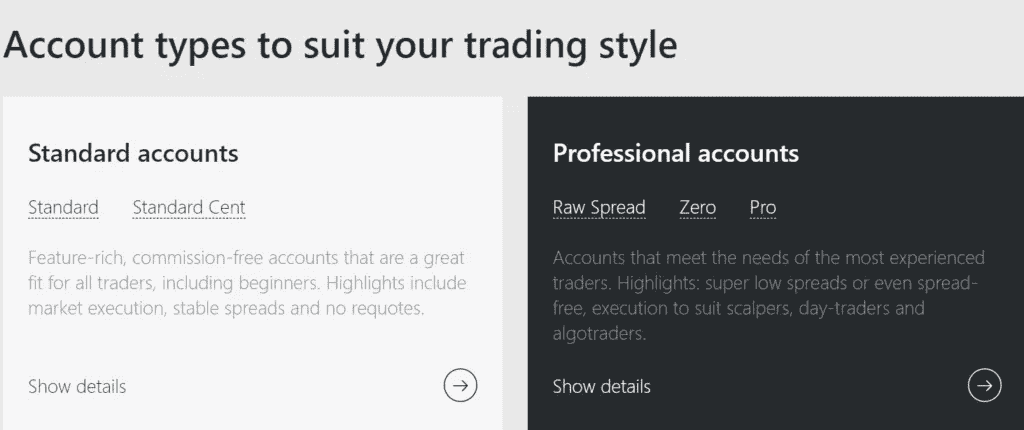 Account types to suit your trading style
Standard accounts
Standard Standard Cent
Feature-rich, commission-free accounts that are a great
fit for all traders, including beginners. Highlights include
market execution, stable spreads and no requotes.
Show details
Professional accounts
Raw Spread Zero Pro
Accounts that meet the needs of the most experienced
traders. Highlights: super low spreads or even spread-
free, execution to suit scalpers, day-traders and
algotraders.
Show details